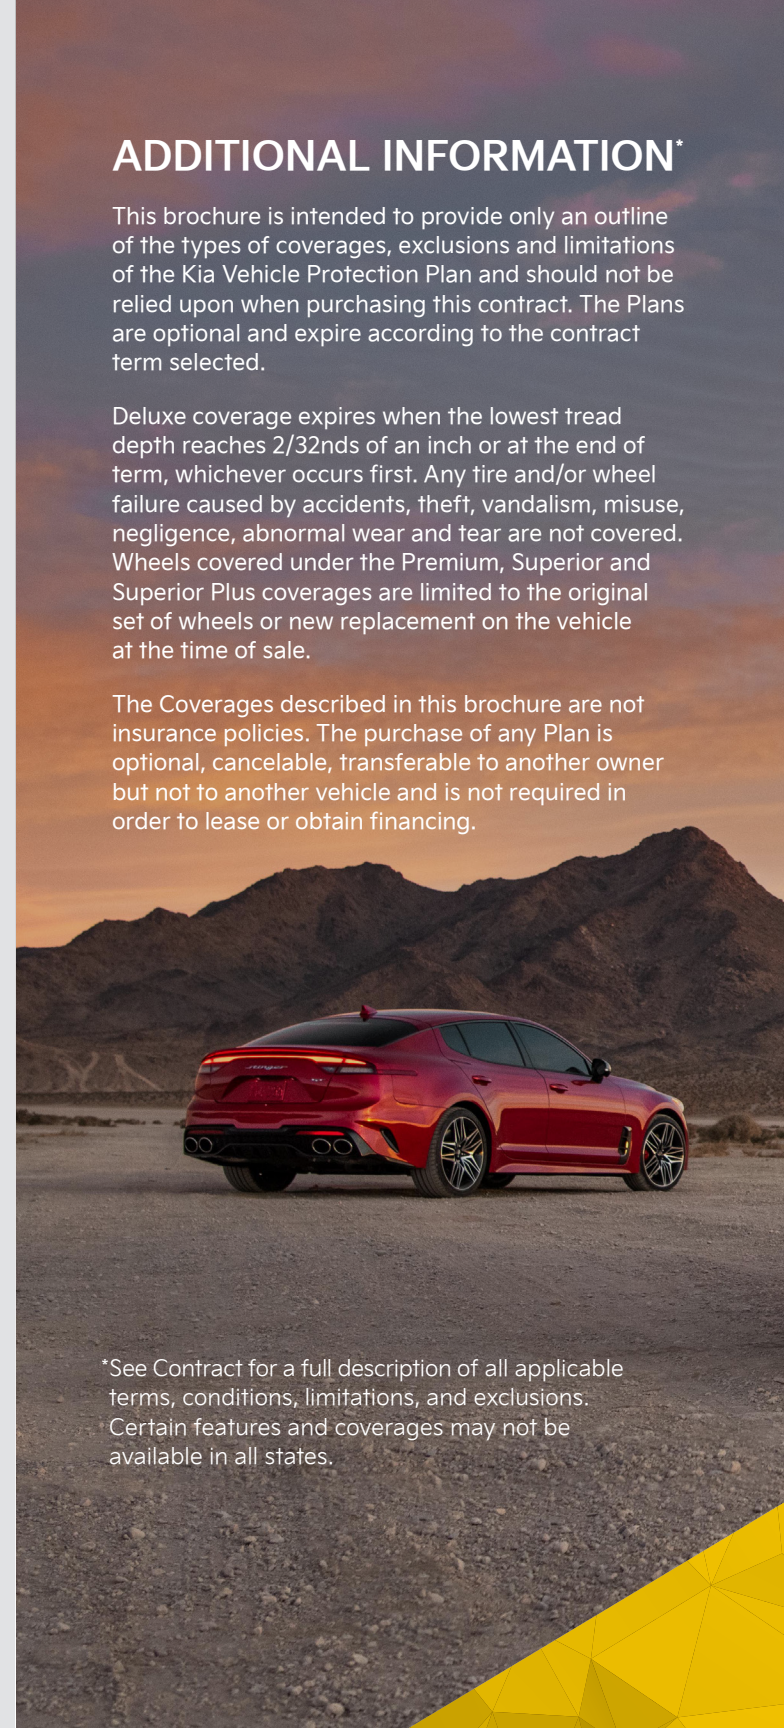 ADDITIONAL INFORMATION*
This brochure is intended to provide only an outline
of the types of coverages, exclusions and limitations
of the Kia Vehicle Protection Plan and should not be
relied upon when purchasing this contract. The Plans
are optional and expire according to the contract
term selected.
Deluxe coverage expires when the lowest tread
depth reaches 2/32nds of an inch or at the end of
term, whichever occurs first. Any tire and/or wheel
failure caused by accidents, theft, vandalism, misuse,
negligence, abnormal wear and tear are not covered.
Wheels covered under the Premium, Superior and
Superior Plus coverages are limited to the original
set of wheels or new replacement on the vehicle
at the time of sale.
The Coverages described in this brochure are not
insurance policies. The purchase of any Plan is
optional, cancelable, transferable to another owner
but not to another vehicle and is not required in
order to lease or obtain financing.
Stinger
GT
*See Contract for a full description of all applicable
terms, conditions, limitations, and exclusions.
Certain features and coverages may not be
available in all states.